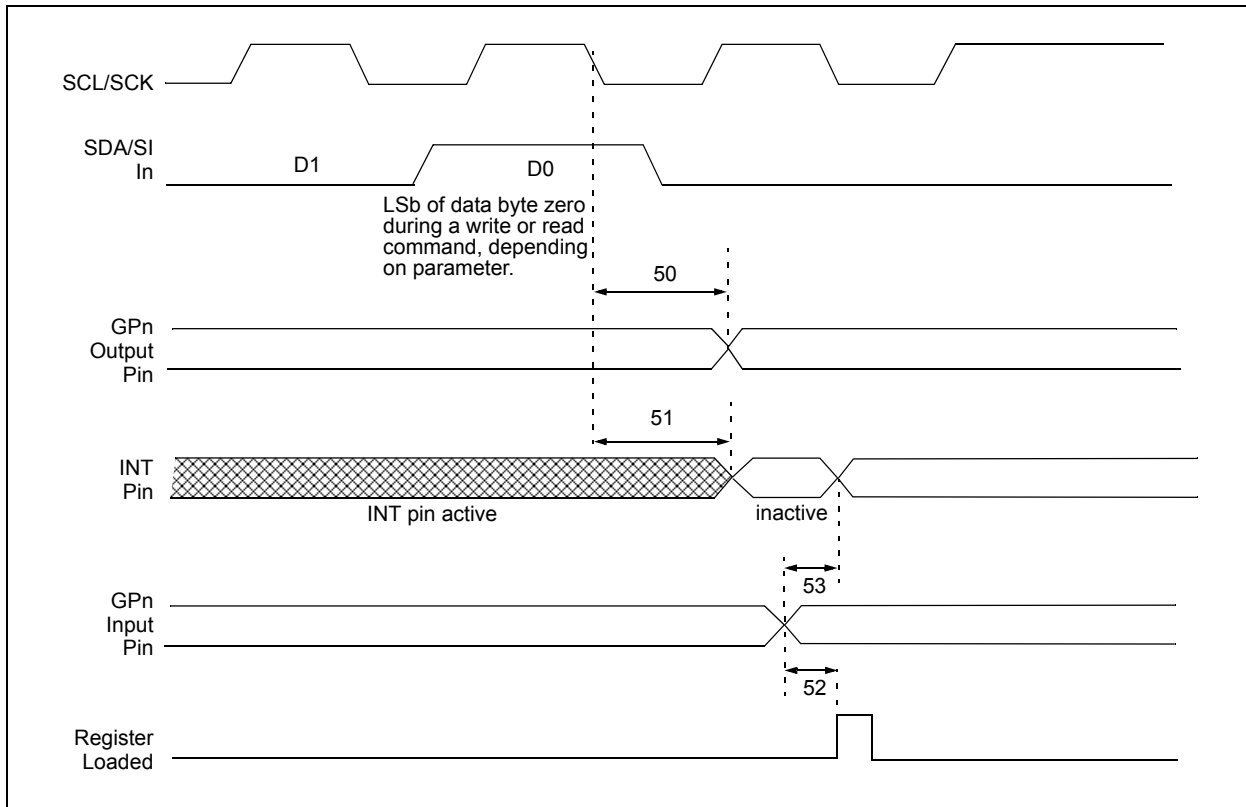 SCL/SCK
SDA/SI
In
D1
D0
LSb of data byte zero
during a write or read
command, depending
on parameter.
50
GPn
Output
Pin
51
INT
Pin
INT pin active
inactive
53
GPn
Input
Pin
52
Register
Loaded